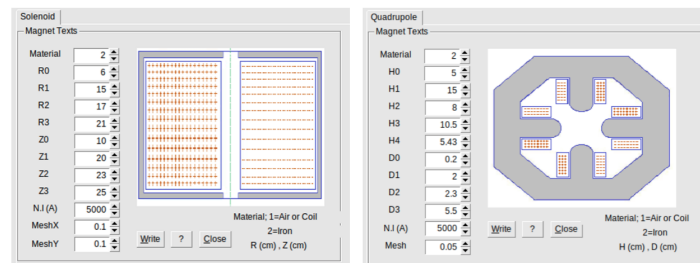 Solenoid
Magnet Texts
Material 2
R0 6
R1 15
R2 17
R3 21
Z0 10
Z1 20
Z2 23
Z3 25
N.I (A) 5000
MeshX 0.1
MeshY 0.1
Write ? Close
Material; 1=Air or Coil
2=Iron
R (cm) , Z (cm)
Quadrupole
Magnet Texts
Material 2
H0 5
H1 15
H2 8
H3 10.5
H4 5.43
D0 0.2
D1 2
D2 2.3
D3 5.5
N.I (A) 5000
Mesh 0.05
Write ? Close
Material; 1=Air or Coil
2=Iron
H (cm) , D (cm)